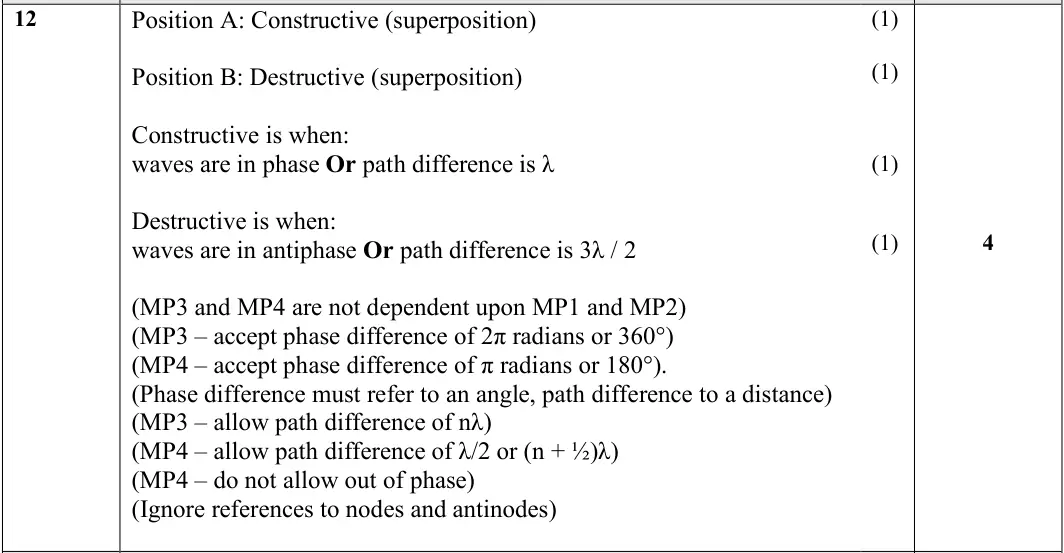 12 Position A: Constructive (superposition) (1)
Position B: Destructive (superposition) (1)
Constructive is when:
waves are in phase Or path difference is λ (1)
Destructive is when:
waves are in antiphase Or path difference is 3λ / 2 (1) 4
(MP3 and MP4 are not dependent upon MP1 and MP2)
(MP3 – accept phase difference of 2π radians or 360°)
(MP4 – accept phase difference of π radians or 180°).
(Phase difference must refer to an angle, path difference to a distance)
(MP3 – allow path difference of nλ)
(MP4 – allow path difference of λ/2 or (n + ½)λ)
(MP4 – do not allow out of phase)
(Ignore references to nodes and antinodes)